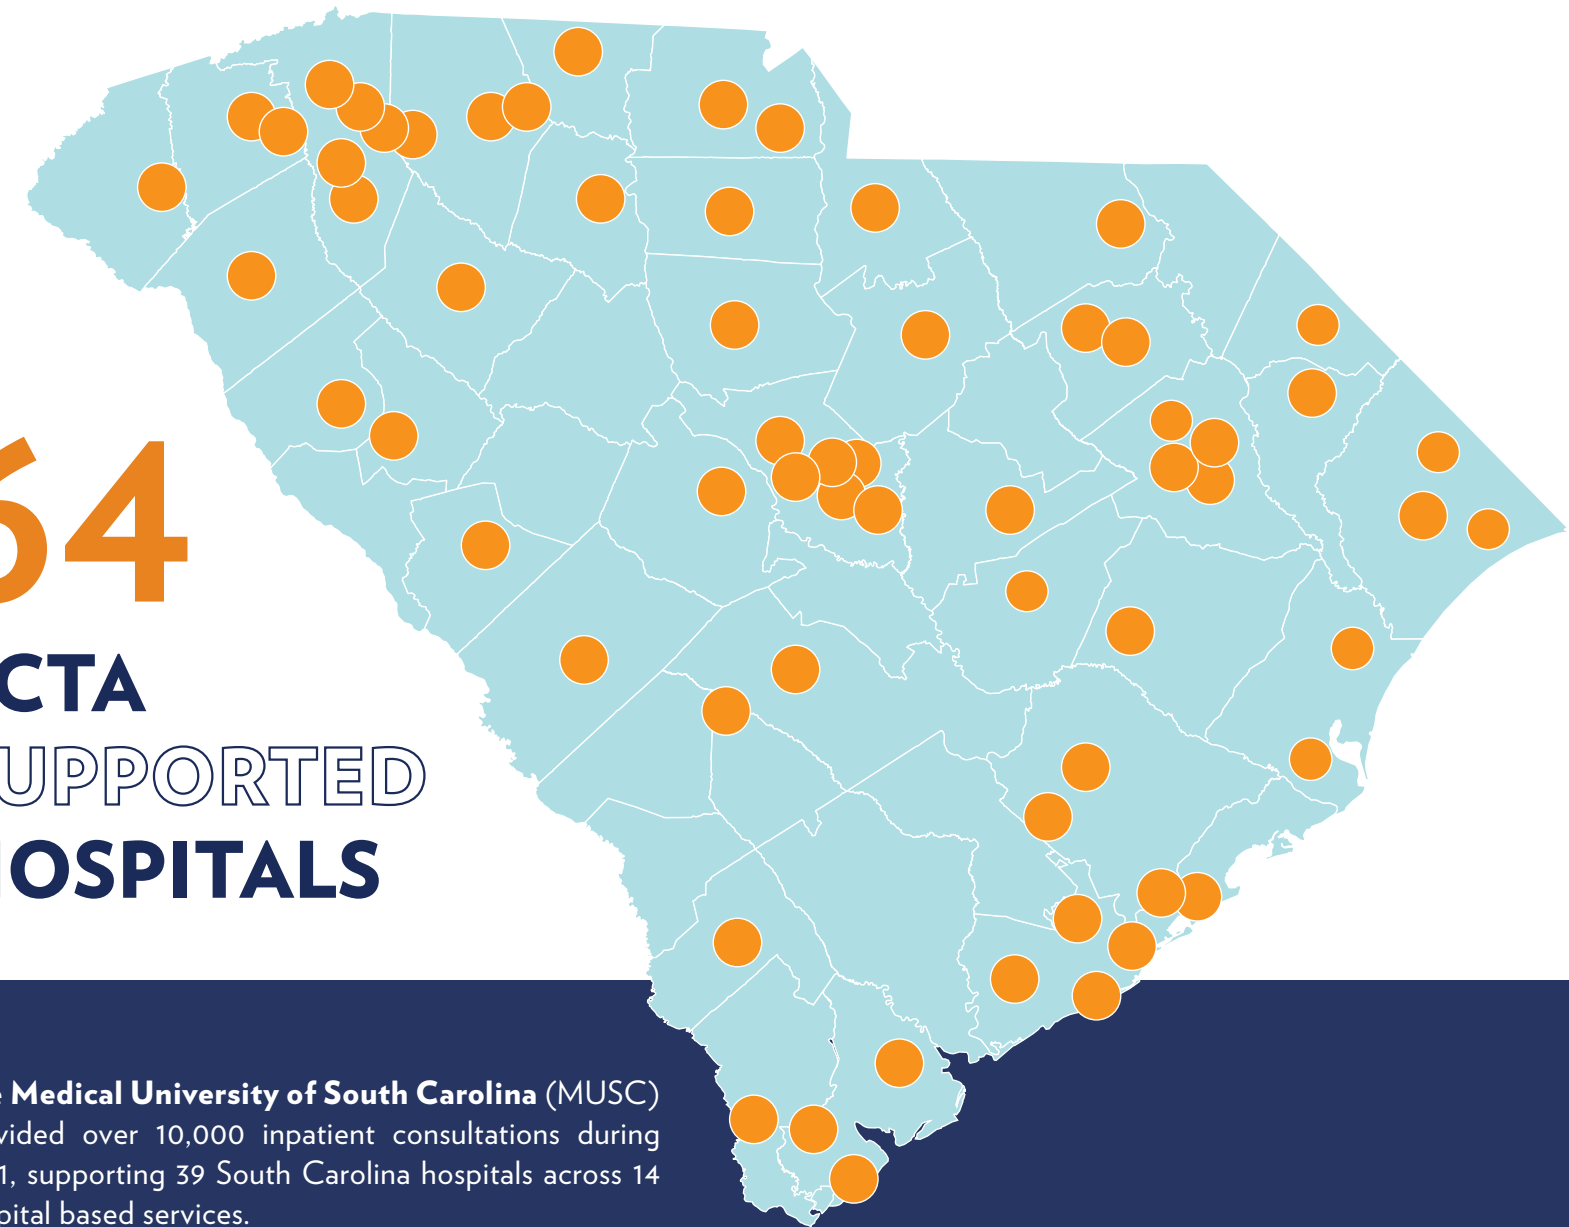 64
CTA
UPPORTED
HOSPITALS
Medical University of South Carolina (MUSC)
vided over 10,000 inpatient consultations during
1, supporting 39 South Carolina hospitals across 14
pital based services.